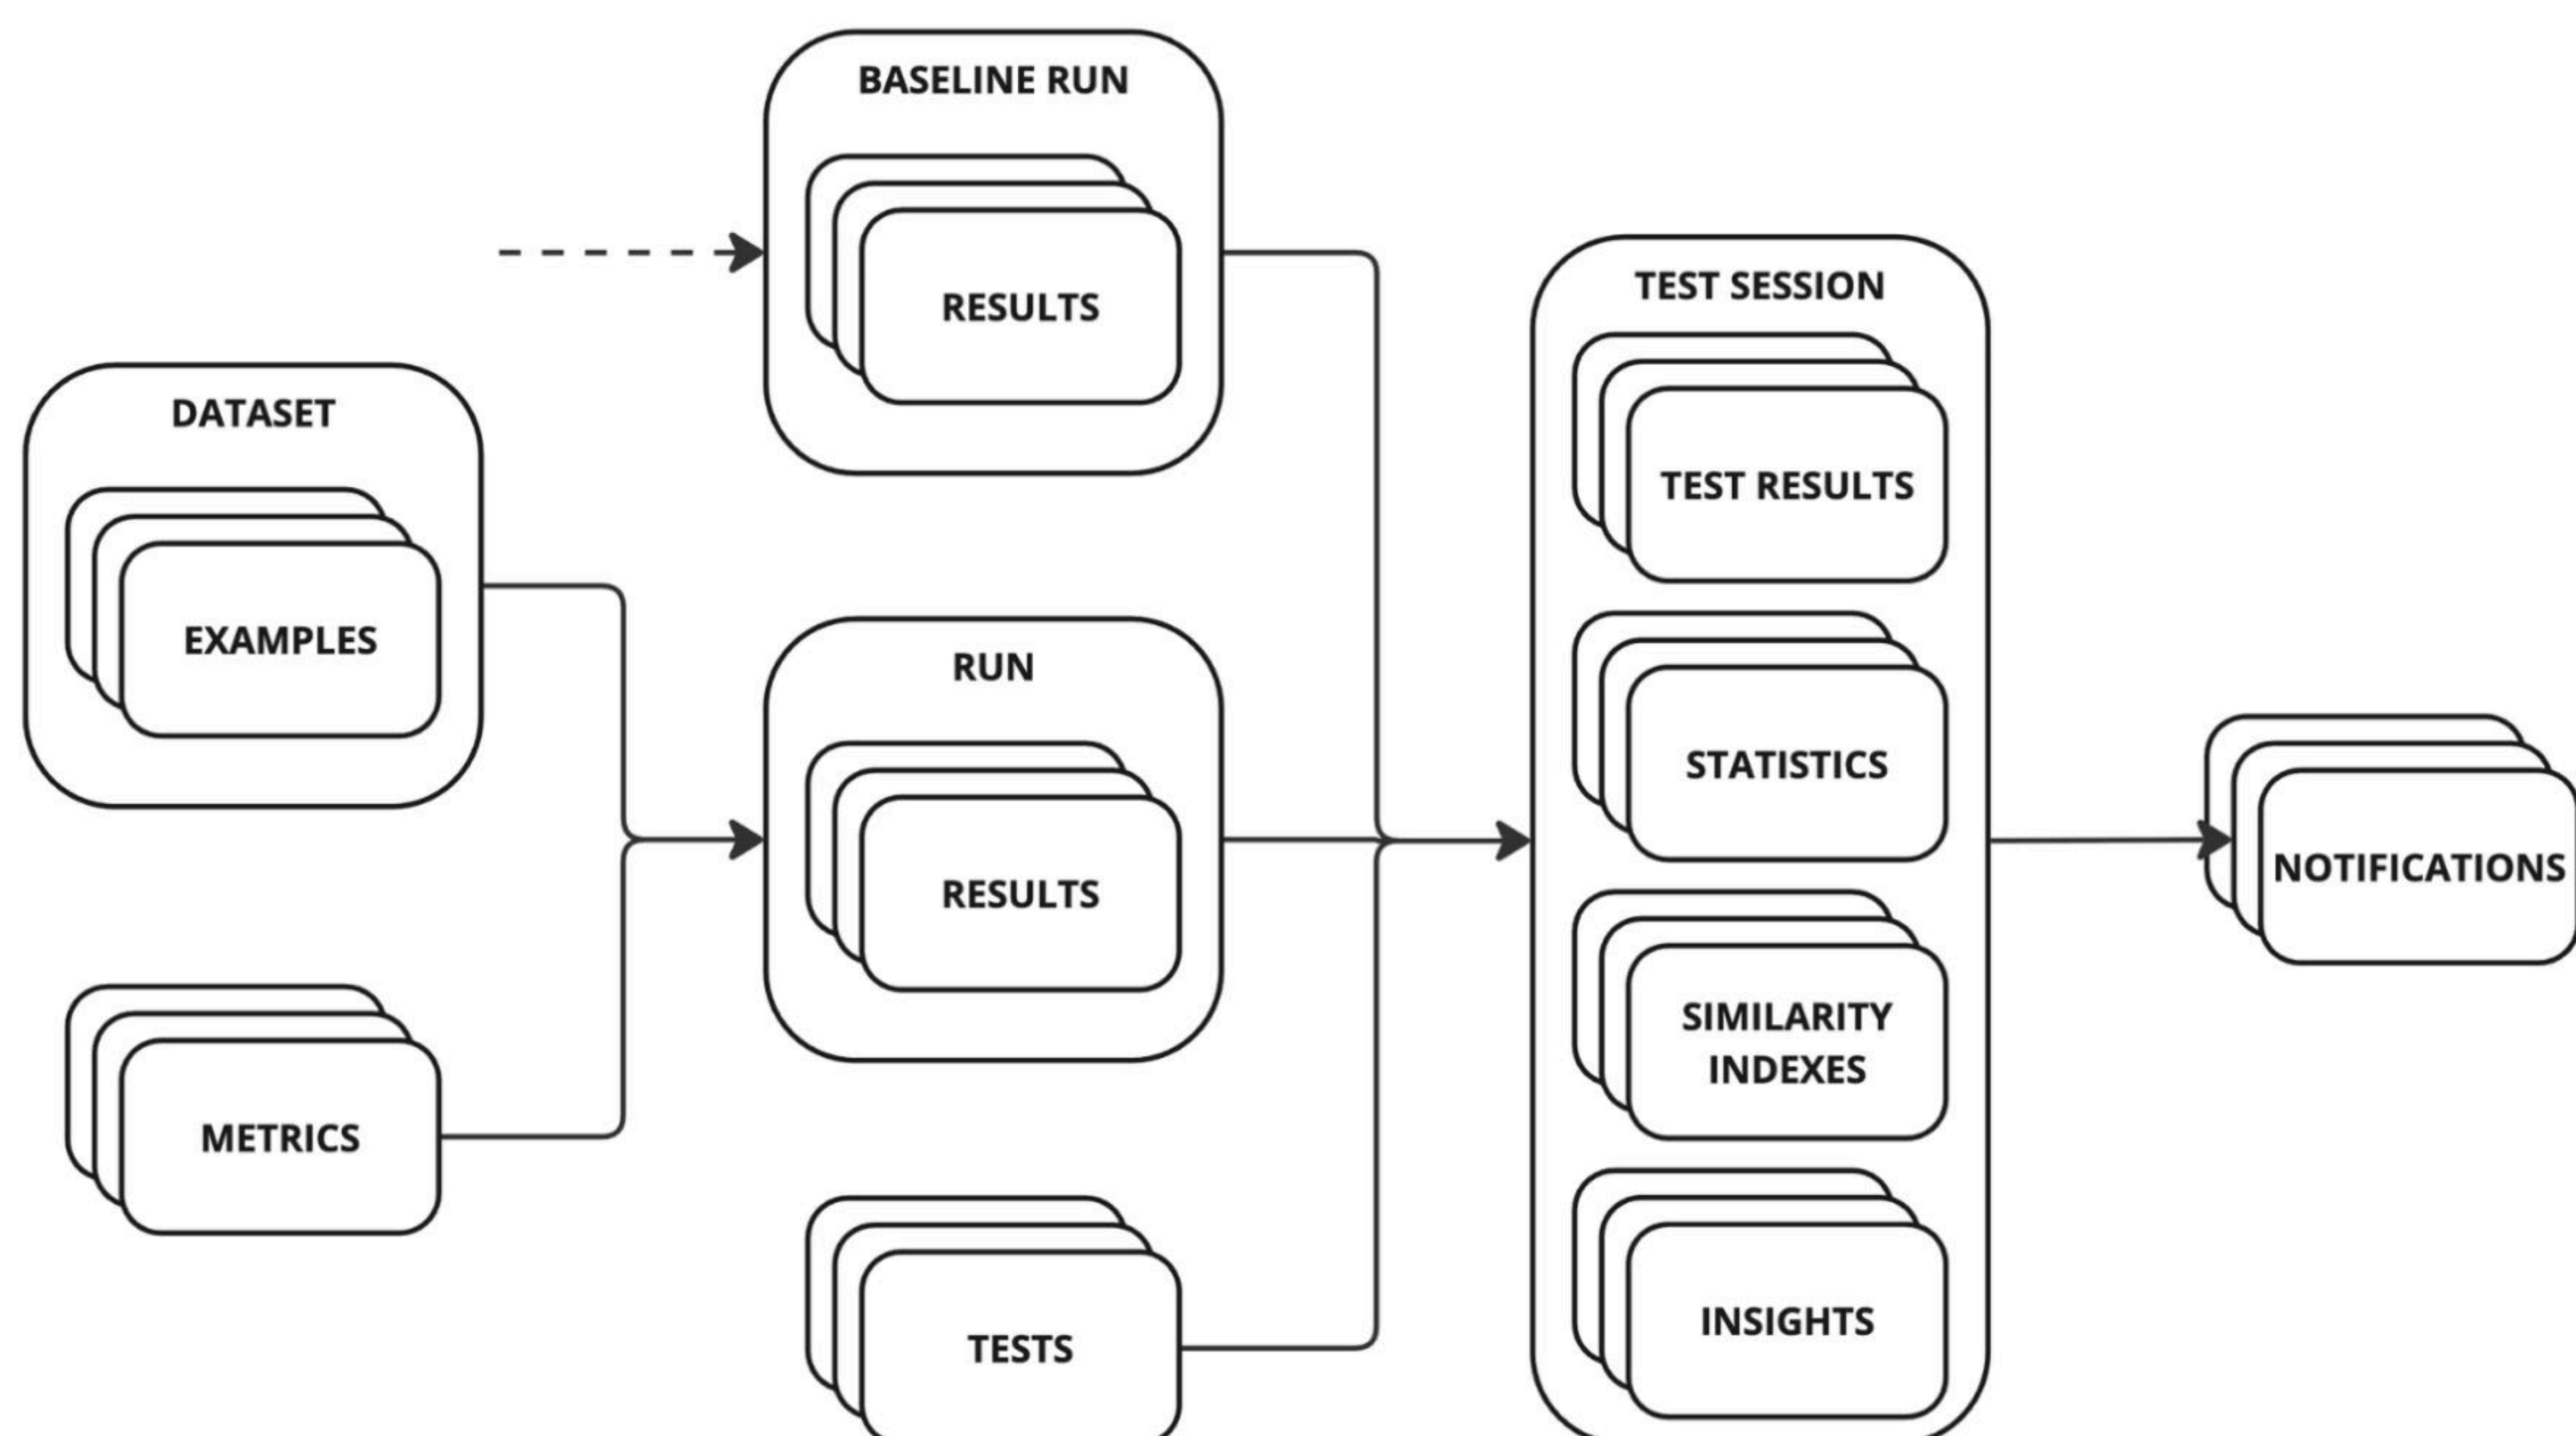 BASELINE RUN
RESULTS
DATASET
EXAMPLES
METRICS
RUN
RESULTS
TESTS
TEST SESSION
TEST RESULTS
STATISTICS
SIMILARITY
INDEXES
INSIGHTS
NOTIFICATIONS